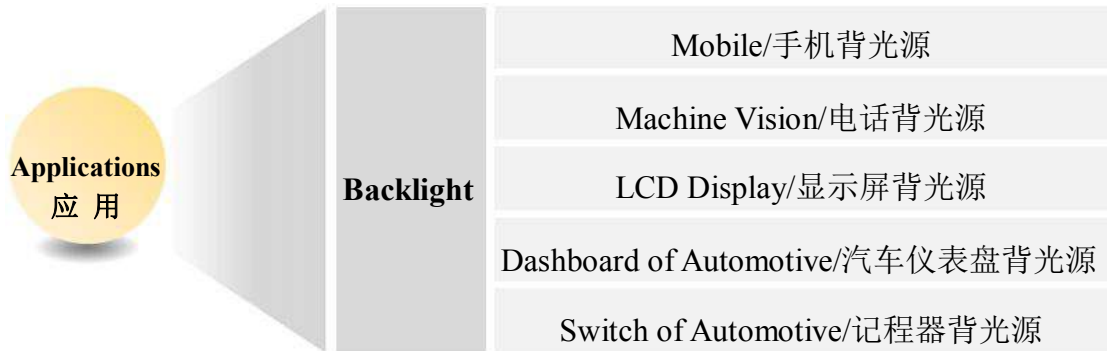 Applications
应 用
Backlight
Mobile/手机背光源
Machine Vision/电话背光源
LCD Display/显示屏背光源
Dashboard of Automotive/汽车仪表盘背光源
Switch of Automotive/记程器背光源